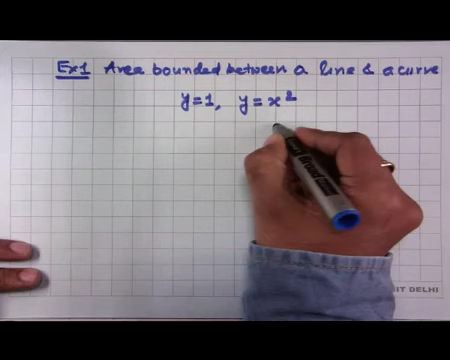 Ex1 Area bounded between a line & a curve
y=1, y=x²
IIT DELHI